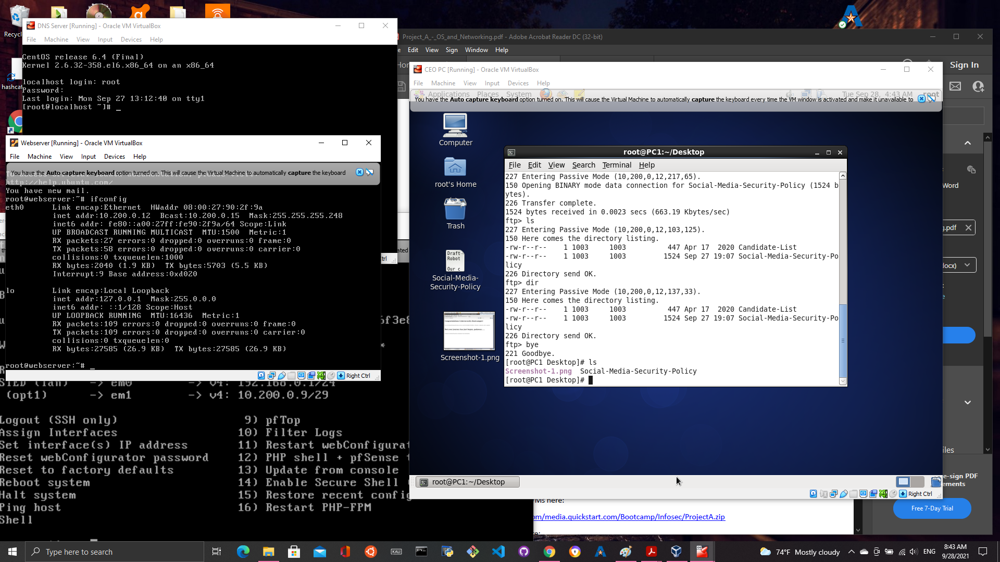 Recycl
hashcat
DNS Server [Running] - Oracle VM VirtualBox
File Machine View Input Devices Help
CentOS release 6.4 (Final)
Kernel 2.6.32-358.el6.x86_64 on an x86_64
localhost login: root
Password:
Last login: Mon Sep 27 13:12:40 on tty1
[root@localhost ~]# _
Webserver [Running] - Oracle VM VirtualBox
File Machine View Input Devices Help
You have the Auto capture keyboard option turned on. This will cause the Virtual Machine to automatically capture the keyboard
http://help.ubuntu.com/
You have new mail.
root@webserver:~# ifconfig
eth0 Link encap:Ethernet HWaddr 08:00:27:90:2f:9a
inet addr:10.200.0.12 Bcast:10.200.0.15 Mask:255.255.255.248
inet6 addr: fe80::a00:27ff:fe90:2f9a/64 Scope:Link
UP BROADCAST RUNNING MULTICAST MTU:1500 Metric:1
RX packets:27 errors:0 dropped:0 overruns:0 frame:0
TX packets:58 errors:0 dropped:0 overruns:0 carrier:0
collisions:0 txqueuelen:1000
RX bytes:2040 (1.9 KB) TX bytes:5703 (5.5 KB)
Interrupt:9 Base address:0xd020
lo Link encap:Local Loopback
inet addr:127.0.0.1 Mask:255.0.0.0
inet6 addr: ::1/128 Scope:Host
UP LOOPBACK RUNNING MTU:16436 Metric:1
RX packets:109 errors:0 dropped:0 overruns:0 frame:0
TX packets:109 errors:0 dropped:0 overruns:0 carrier:0
collisions:0 txqueuelen:0
RX bytes:27585 (26.9 KB) TX bytes:27585 (26.9 KB)
root@webserver:~# _
Right Ctrl
(opt1) -> em1 -> v4: 10.200.0.9/29
Logout (SSH only) 9) pfTop
Assign Interfaces 10) Filter Logs
Set interface(s) IP address 11) Restart webConfigurat
Reset webConfigurator password 12) PHP shell + pfSense
Reset to factory defaults 13) Update from console
Reboot system 14) Enable Secure Shell
Halt system 15) Restore recent config
Ping host 16) Restart PHP-FPM
Shell
Project_A_-_OS_and_Networking.pdf - Adobe Acrobat Reader DC (32-bit)
e Edit View Sign Window Help
Sign In
CEO PC [Running] - Oracle VM VirtualBox
File Machine View Input Devices Help
Applications Places System Tue Sep 28, 4:43 AM root
You have the Auto capture keyboard option turned on. This will cause the Virtual Machine to automatically capture the keyboard every time the VM window is activated and make it unavailable to
Computer
root's Home
Trash
Draft
Robot
Our c
Social-Media-
Security-Policy
Screenshot-1.png
root@PC1:~/Desktop
File Edit View Search Terminal Help
227 Entering Passive Mode (10,200,0,12,217,65).
150 Opening BINARY mode data connection for Social-Media-Security-Policy (1524 b
ytes).
226 Transfer complete.
1524 bytes received in 0.0023 secs (663.19 Kbytes/sec)
ftp> ls
227 Entering Passive Mode (10,200,0,12,103,125).
150 Here comes the directory listing.
-rw-r--r-- 1 1003 1003 447 Apr 17 2020 Candidate-List
-rw-r--r-- 1 1003 1003 1524 Sep 27 19:07 Social-Media-Security-Po
licy
226 Directory send OK.
ftp> dir
227 Entering Passive Mode (10,200,0,12,137,33).
150 Here comes the directory listing.
-rw-r--r-- 1 1003 1003 447 Apr 17 2020 Candidate-List
-rw-r--r-- 1 1003 1003 1524 Sep 27 19:07 Social-Media-Security-Po
licy
226 Directory send OK.
ftp> bye
221 Goodbye.
[root@PC1 Desktop]# ls
Screenshot-1.png Social-Media-Security-Policy
[root@PC1 Desktop]#
root@PC1:~/Desktop
Right Ctrl
Word
g.pdf
ocx)
iles
e-sign PDF
ements
Free 7-Day Trial
Ms here:
om/media.quickstart.com/Bootcamp/Infosec/ProjectA.zip
Type here to search
KALI
74°F Mostly cloudy
ENG
8:43 AM
9/28/2021